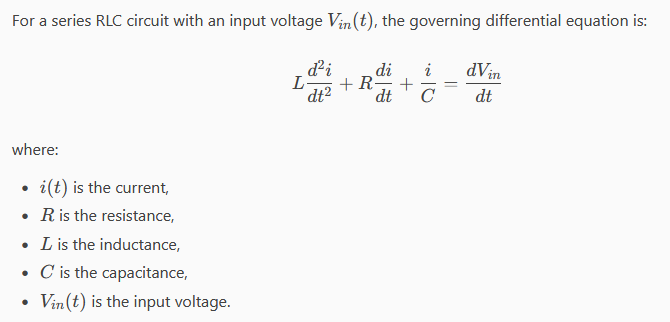 For a series RLC circuit with an input voltage $V_{in}(t)$, the governing differential equation is:
$$L\frac{d^2i}{dt^2} + R\frac{di}{dt} + \frac{i}{C} = \frac{dV_{in}}{dt}$$
where:
• $i(t)$ is the current,
• $R$ is the resistance,
• $L$ is the inductance,
• $C$ is the capacitance,
• $V_{in}(t)$ is the input voltage.